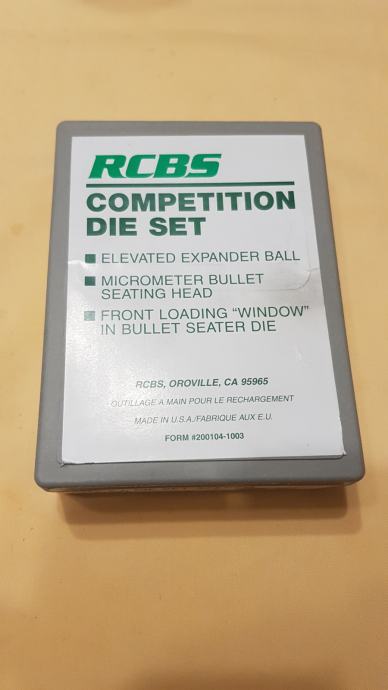 RCBS
COMPETITION
DIE SET
ELEVATED EXPANDER BALL
MICROMETER BULLET
SEATING HEAD
FRONT LOADING "WINDOW"
IN BULLET SEATER DIE
RCBS, OROVILLE, CA 95965
OUTILLAGE A MAIN POUR LE RECHARGEMENT
MADE IN U.S.A./FABRIQUE AUX E.U.
FORM #200104-1003